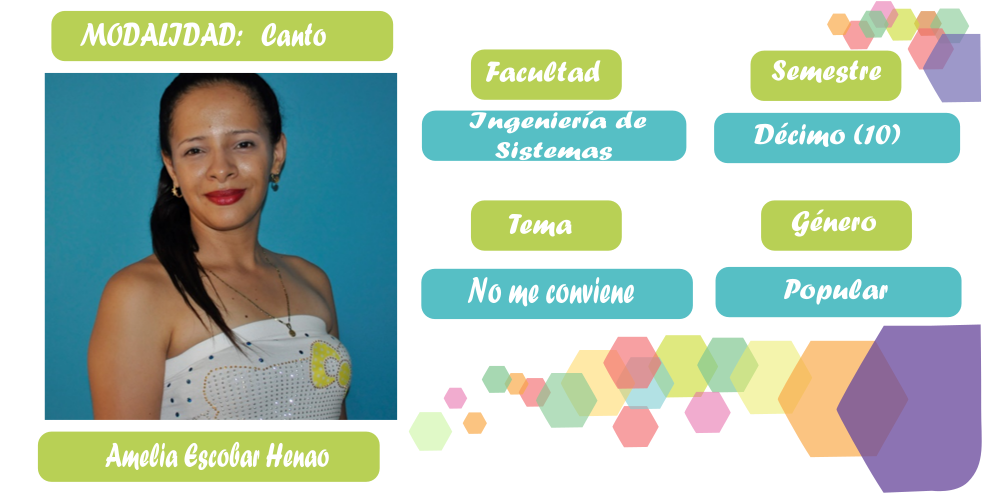 MODALIDAD: Canto
Facultad
Semestre
Ingeniería de
Sistemas
Décimo (10)
Tema
Género
No me conviene
Popular
Amelia Escobar Henao